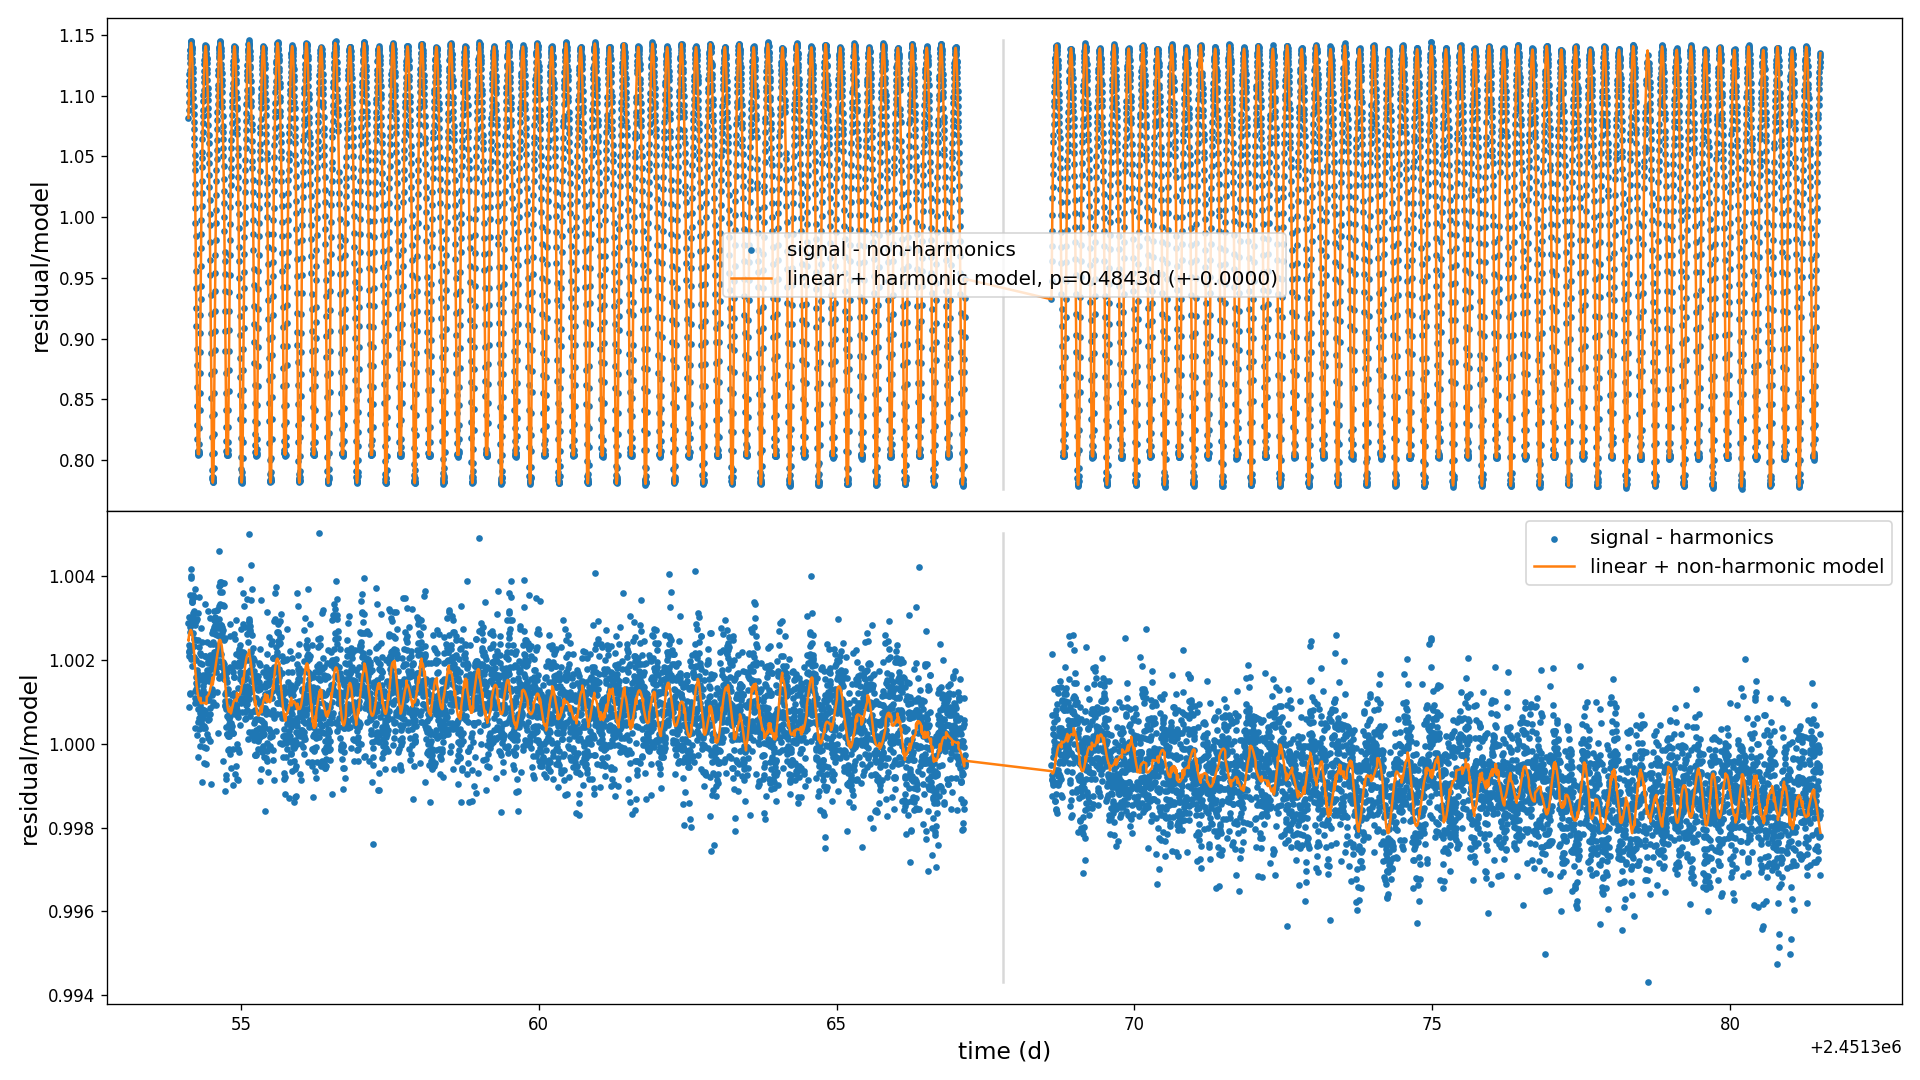 1.15
1.10
1.05
1.00
0.95
0.90
0.85
0.80
residual/model
signal - non-harmonics
linear + harmonic model, p=0.4843d (+-0.0000)
1.004
1.002
1.000
0.998
0.996
0.994
residual/model
signal - harmonics
linear + non-harmonic model
55 60 65 70 75 80
time (d)
+2.4513e6